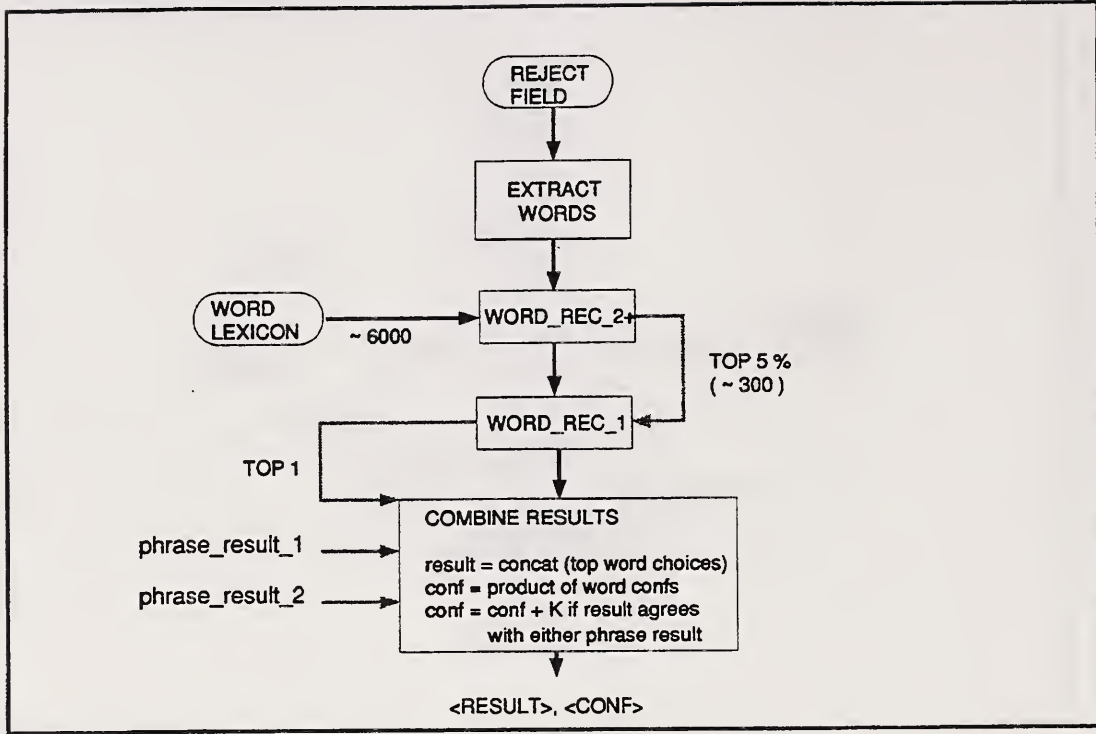 REJECT
FIELD
EXTRACT
WORDS
WORD
LEXICON
~ 6000
WORD_REC_2+
TOP 5 %
( ~ 300 )
WORD_REC_1
TOP 1
COMBINE RESULTS
phrase_result_1
phrase_result_2
result = concat (top word choices)
conf = product of word confs
conf = conf + K if result agrees
with either phrase result
<RESULT>, <CONF>